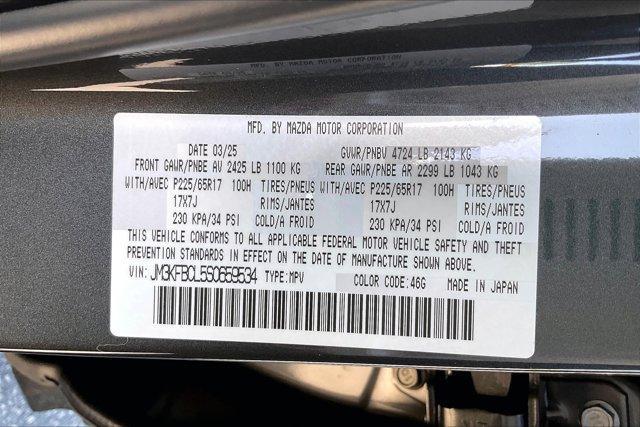 MFD. BY MAZDA MOTOR CORPORATION
DATE 03/25 GVWR/PNBV 4724 LB-2143 KG
FRONT GAWR/PNBE AV 2425 LB 1100 KG REAR GAWR/PNBE AR 2299 LB 1043 KG
WITH/AVEC P225/65R17 100H TIRES/PNEUS WITH/AVEC P225/65R17 100H TIRES/PNEUS
17X7J RIMS/JANTES 17X7J RIMS/JANTES
230 KPA/34 PSI COLD/A FROID 230 KPA/34 PSI COLD/A FROID
THIS VEHICLE CONFORMS TO ALL APPLICABLE FEDERAL MOTOR VEHICLE SAFETY AND THEFT
PREVENTION STANDARDS IN EFFECT ON THE DATE OF MANUFACTURE SHOWN ABOVE.
VIN: JM3KFBCL5S0659534 TYPE:MPV COLOR CODE:46G MADE IN JAPAN